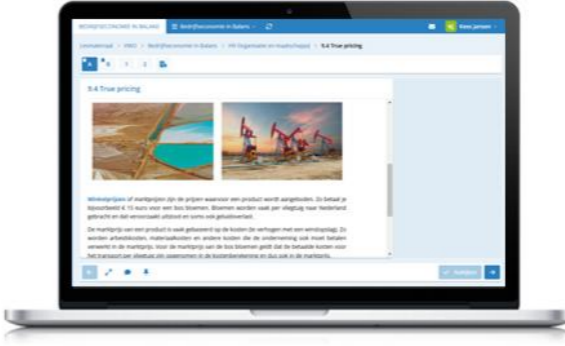 BEDRIJFSECONOMIE IN BALANS Bedrijfseconomie in Balans Kees Jansen
Lesmateriaal > VWO > Bedrijfseconomie in Balans > H9 Organisatie en maatschappij > 9.4 True pricing
A B
9.4 True pricing
Winkelprijzen of marktprijzen zijn de prijzen waarvoor een product wordt aangeboden. Zo betaal je
bijvoorbeeld € 15 euro voor een bos bloemen. Bloemen worden vaak per vliegtuig naar Nederland
gebracht en dat veroorzaakt uitstoot en soms ook geluidsoverlast.
De marktprijs van een product is vaak gebaseerd op de kosten die verhogen met een winstopslag. Zo
worden arbeidskosten, materiaalkosten en andere kosten die de onderneming ook moet betalen
verwerkt in de marktprijs. Voor de marktprijs van de bos bloemen geldt dat de betaalde kosten voor
het transport per vliegtuig zijn opgenomen in de kostenberekening en dus ook in de marktprijs.